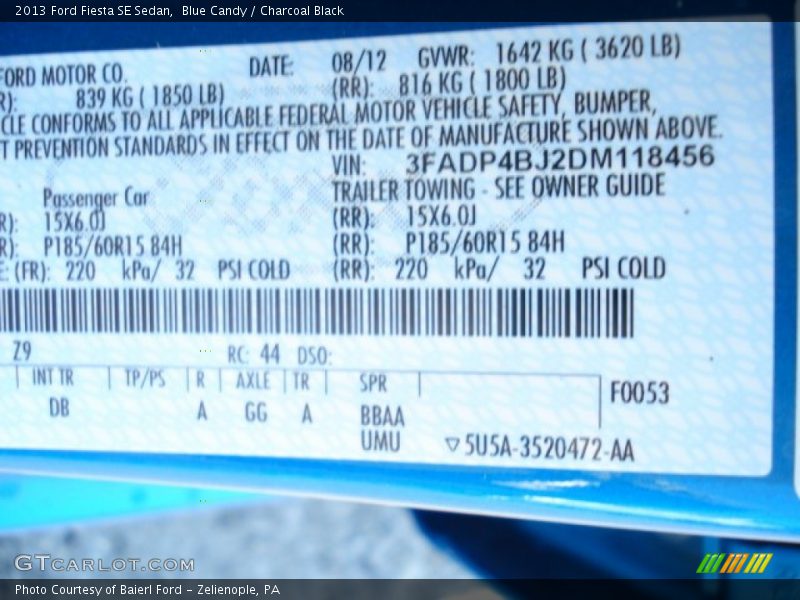 2013 Ford Fiesta SE Sedan, Blue Candy / Charcoal Black
FORD MOTOR CO. DATE: 08/12 GVWR: 1642 KG ( 3620 LB)
R): 839 KG ( 1850 LB) (RR): 816 KG ( 1800 LB)
CLE CONFORMS TO ALL APPLICABLE FEDERAL MOTOR VEHICLE SAFETY, BUMPER,
T PREVENTION STANDARDS IN EFFECT ON THE DATE OF MANUFACTURE SHOWN ABOVE.
VIN: 3FADP4BJ2DM118456
Passenger Car TRAILER TOWING - SEE OWNER GUIDE
R): 15X6.0J (RR): 15X6.0J
R): P185/60R15 84H (RR): P185/60R15 84H
E: (FR): 220 kPa/ 32 PSI COLD (RR): 220 kPa/ 32 PSI COLD
Z9 RC: 44 DSO:
INT TR TP/PS R AXLE TR SPR F0053
DB A GG A BBAA
UMU 5U5A-3520472-AA
GTCARLOT.COM
Photo Courtesy of Baierl Ford - Zelienople, PA